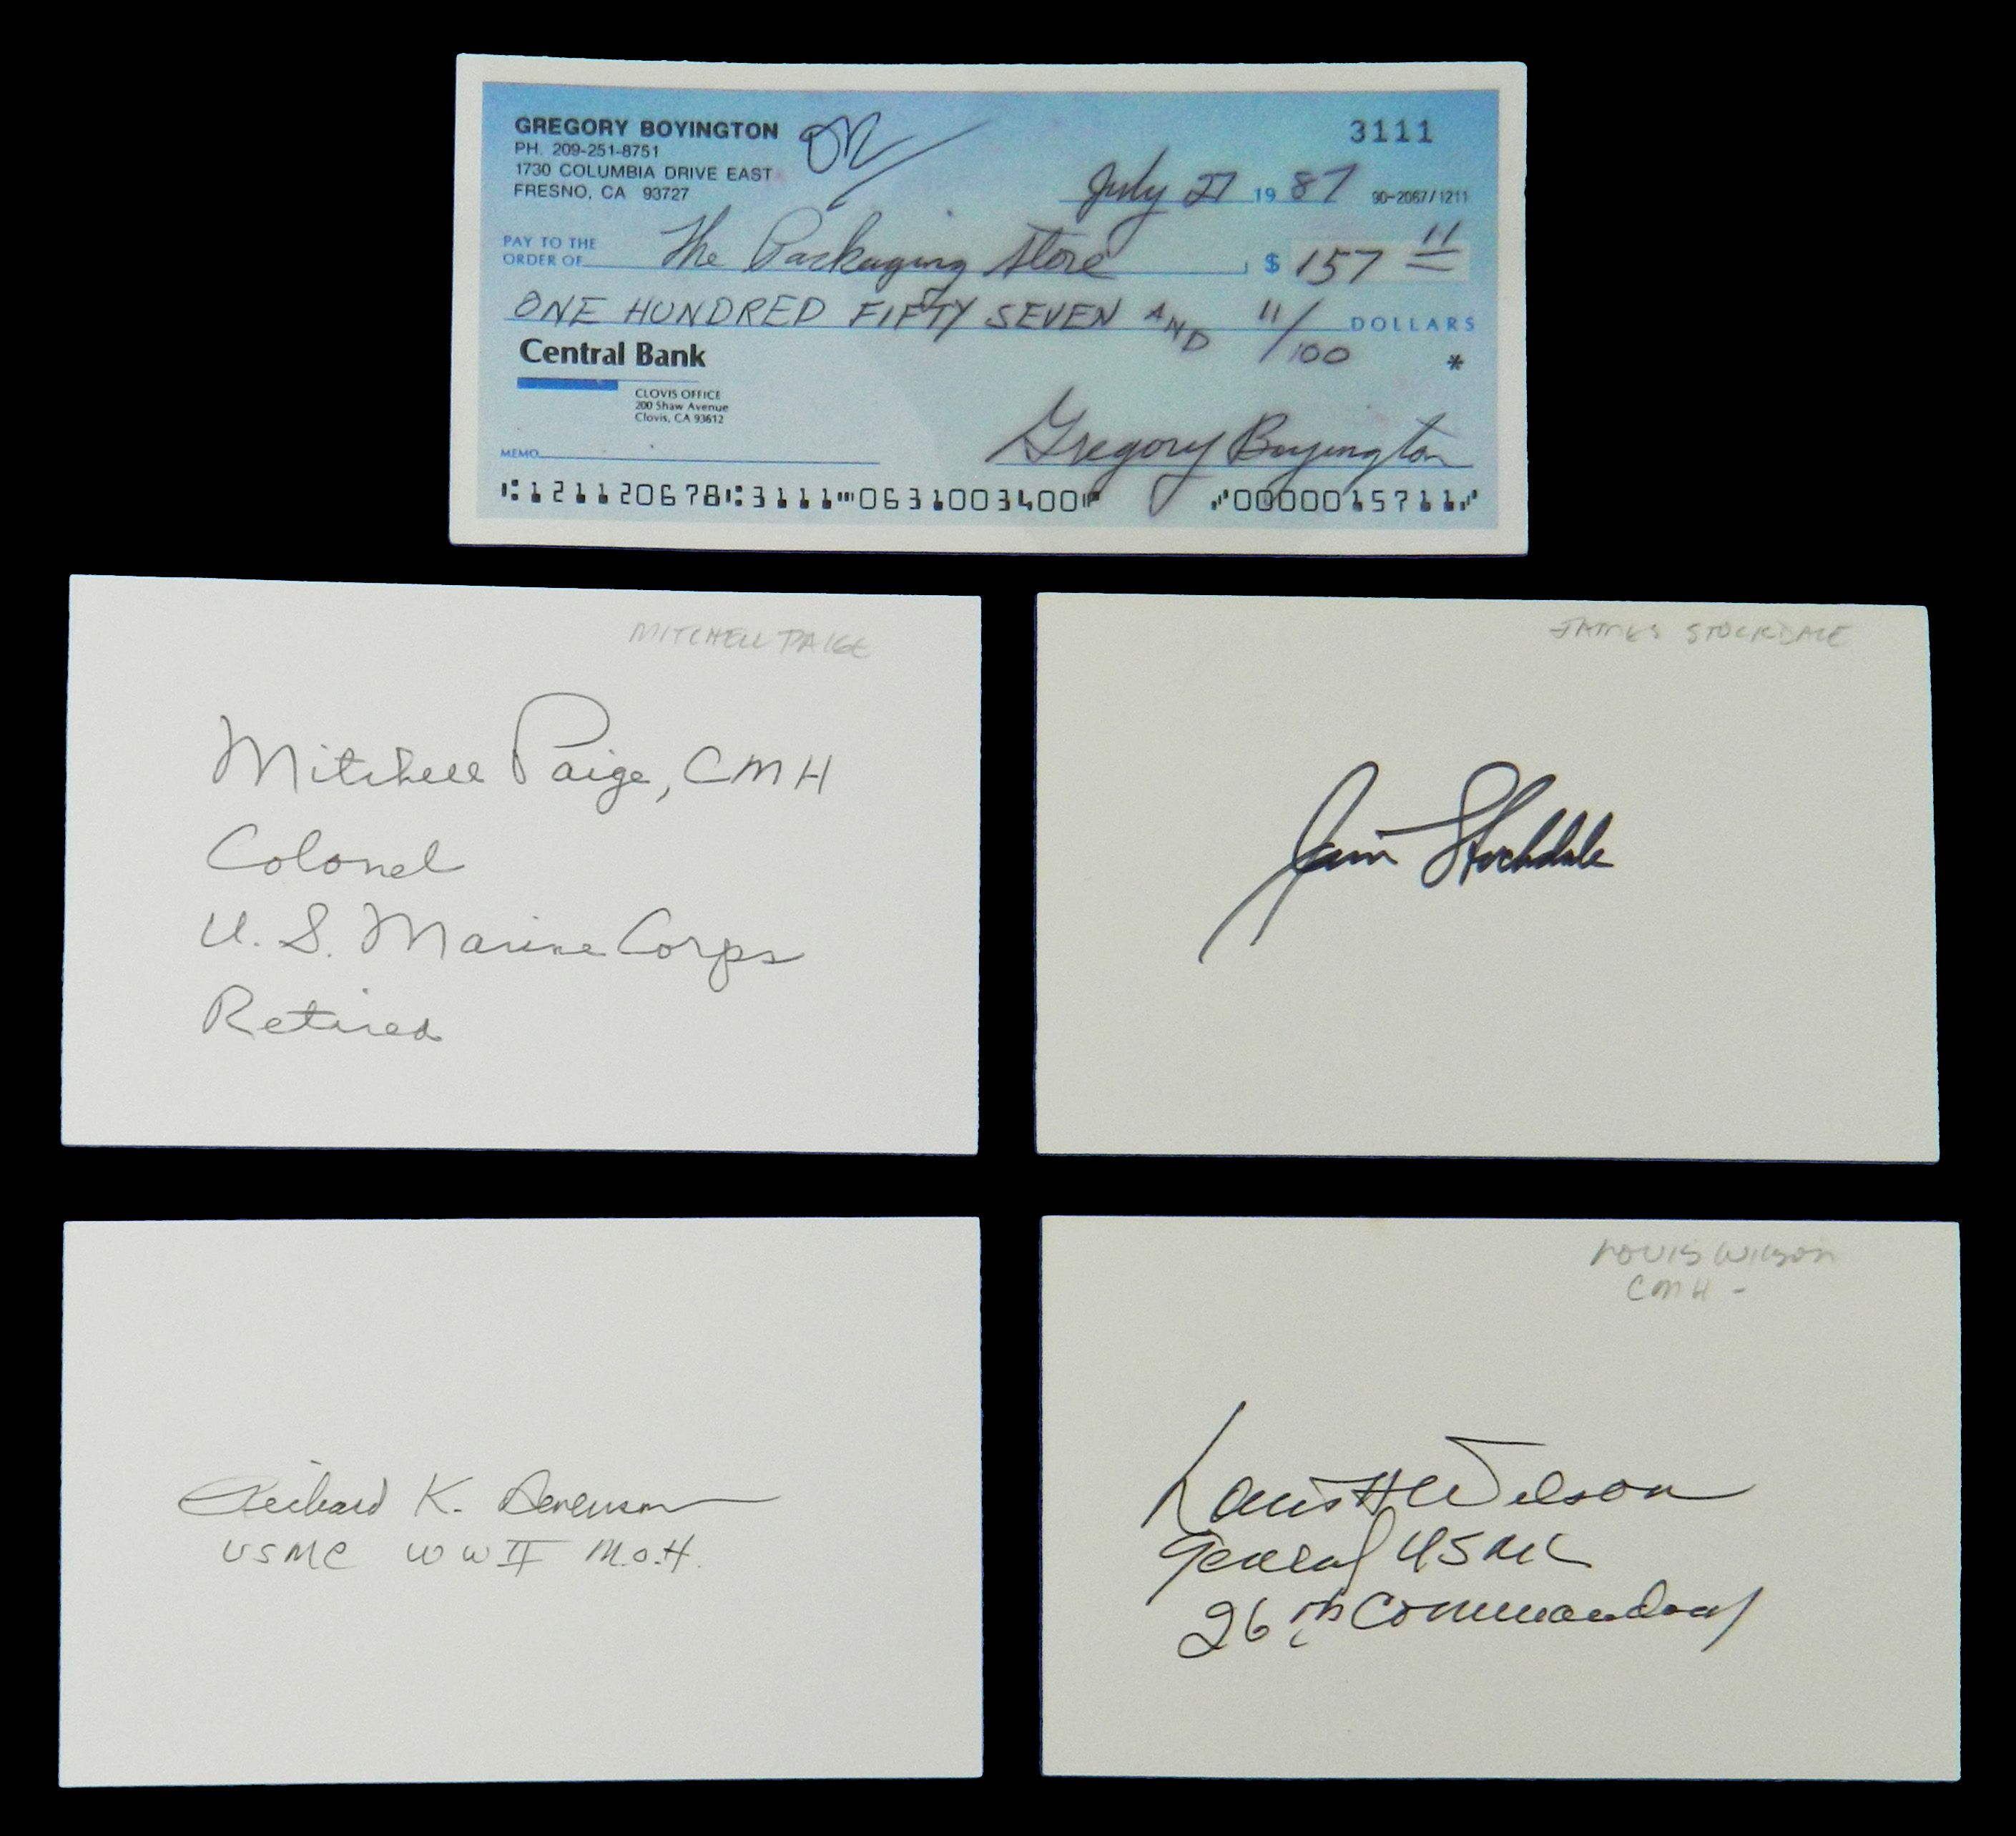 GREGORY BOYINGTON
PH. 209-251-8751
1730 COLUMBIA DRIVE EAST
FRESNO, CA 93727
OK
3111
July 27 19 87 90-2067/1211
PAY TO THE
ORDER OF The Packaging Store $ 157 11
ONE HUNDRED FIFTY SEVEN AND 11/100 DOLLARS
Central Bank
*
CLOVIS OFFICE
200 Shaw Avenue
Clovis, CA 93612
Gregory Boyington
MEMO
⑆121120678⑆3111⑈0631003400⑈ ⑇0000015711⑇
MITCHELL PAIGE
Mitchell Paige, CMH
Colonel
U. S. Marine Corps
Retired
JAMES STOCKDALE
Jim Stockdale
Richard K. Sorenson
USMC WWII M.O.H.
LOUIS WILSON
CMH -
Louis H Wilson
General USMC
26th Commandant